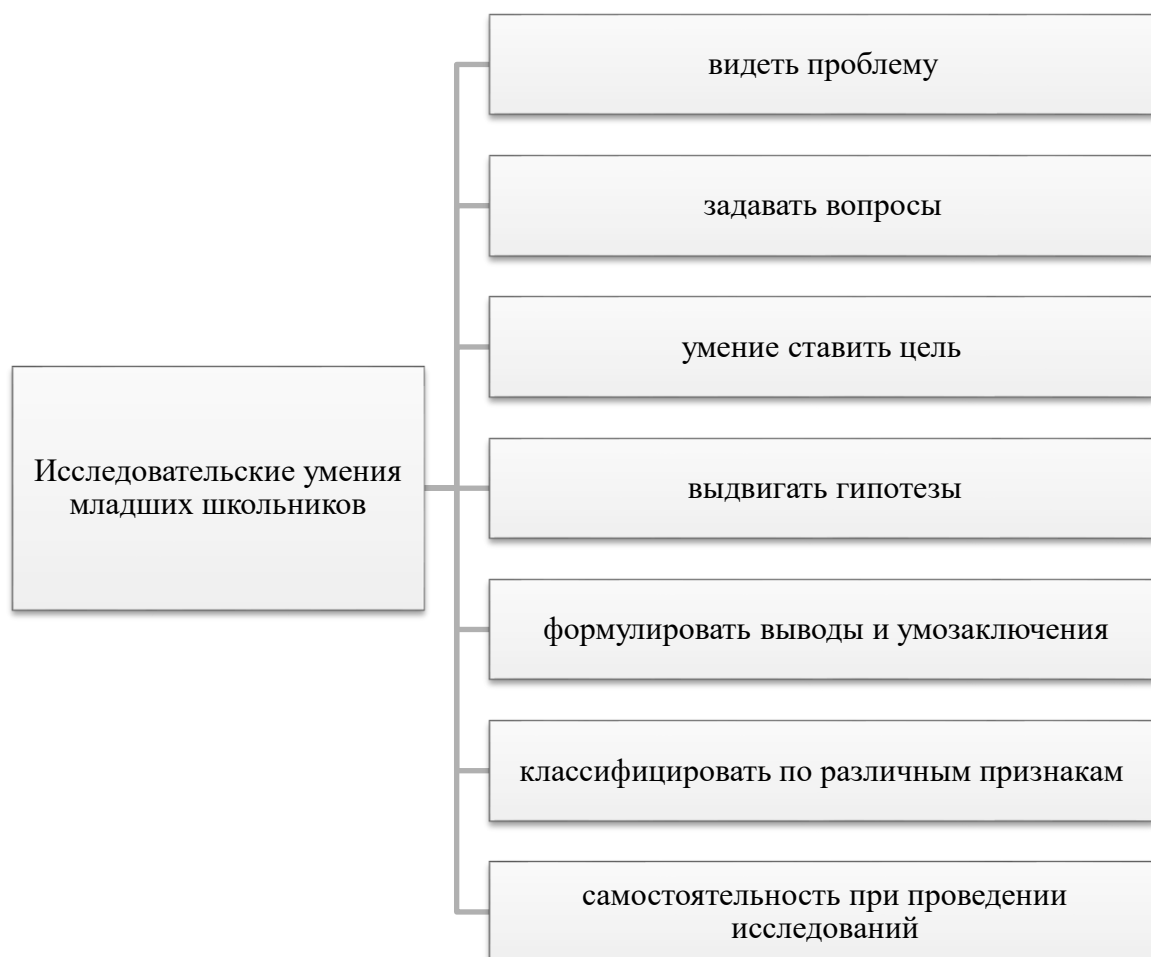 видеть проблему
задавать вопросы
умение ставить цель
Исследовательские умения
младших школьников
выдвигать гипотезы
формулировать выводы и умозаключения
классифицировать по различным признакам
самостоятельность при проведении
исследований